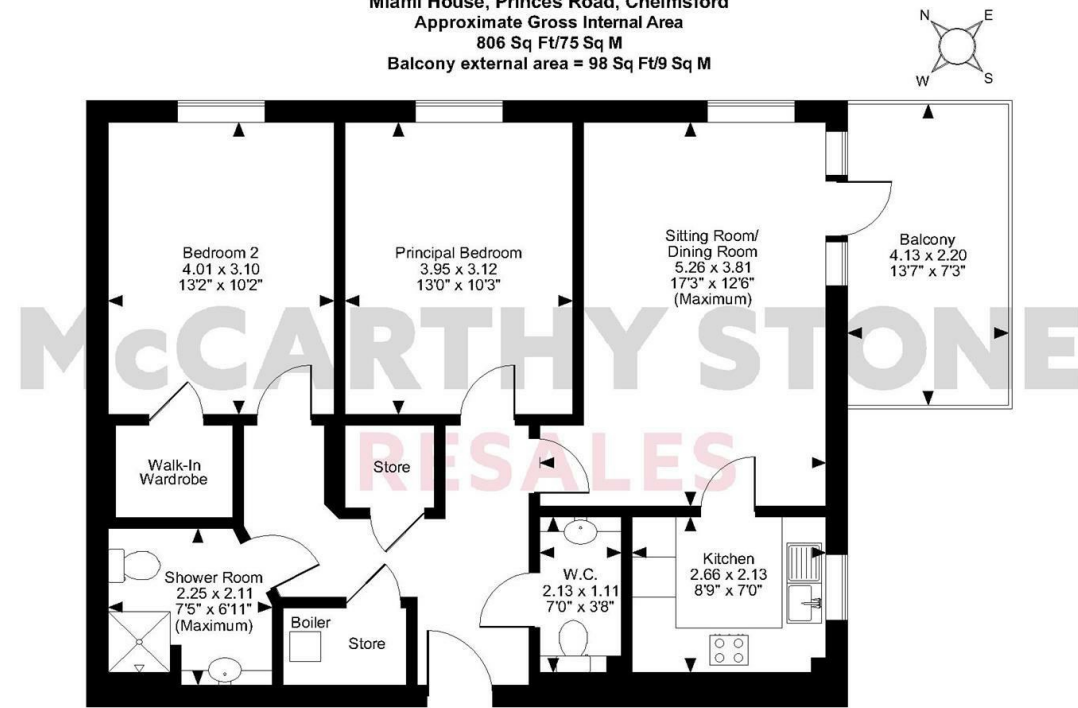 Miami House, Princes Road, Chelmsford
Approximate Gross Internal Area
806 Sq Ft/75 Sq M
Balcony external area = 98 Sq Ft/9 Sq M
N
E
W
S
Bedroom 2
4.01 x 3.10
13'2" x 10'2"
Principal Bedroom
3.95 x 3.12
13'0" x 10'3"
Sitting Room/
Dining Room
5.26 x 3.81
17'3" x 12'6"
(Maximum)
Balcony
4.13 x 2.20
13'7" x 7'3"
McCARTHY STONE
RESALES
Walk-In
Wardrobe
Store
Shower Room
2.25 x 2.11
7'5" x 6'11"
(Maximum)
Boiler
Store
W.C.
2.13 x 1.11
7'0" x 3'8"
Kitchen
2.66 x 2.13
8'9" x 7'0"